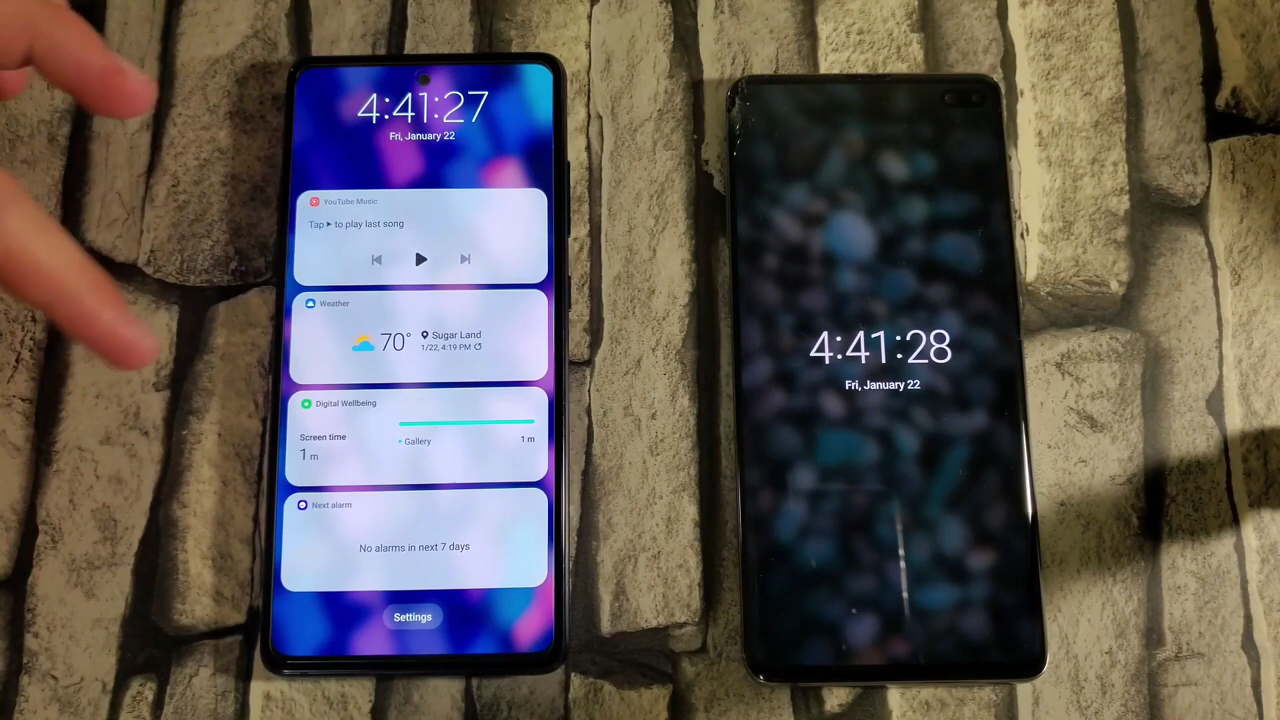 4:41:27
Fri, January 22
YouTube Music
Tap ▶ to play last song
Weather
70°
Sugar Land
1/22, 4:19 PM
Digital Wellbeing
Screen time
1 m
Gallery
1 m
Next alarm
No alarms in next 7 days
Settings
4:41:28
Fri, January 22